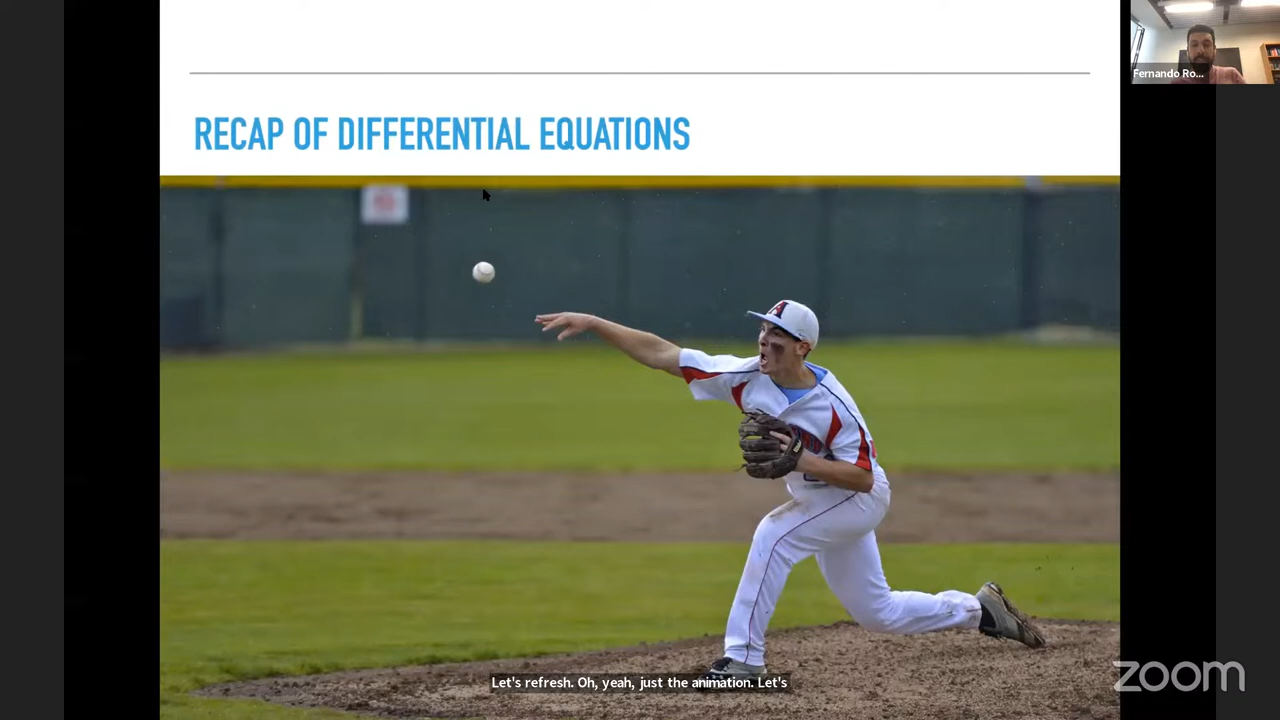 RECAP OF DIFFERENTIAL EQUATIONS
Fernando Ro...
A
Let's refresh. Oh, yeah, just the animation. Let's
zoom